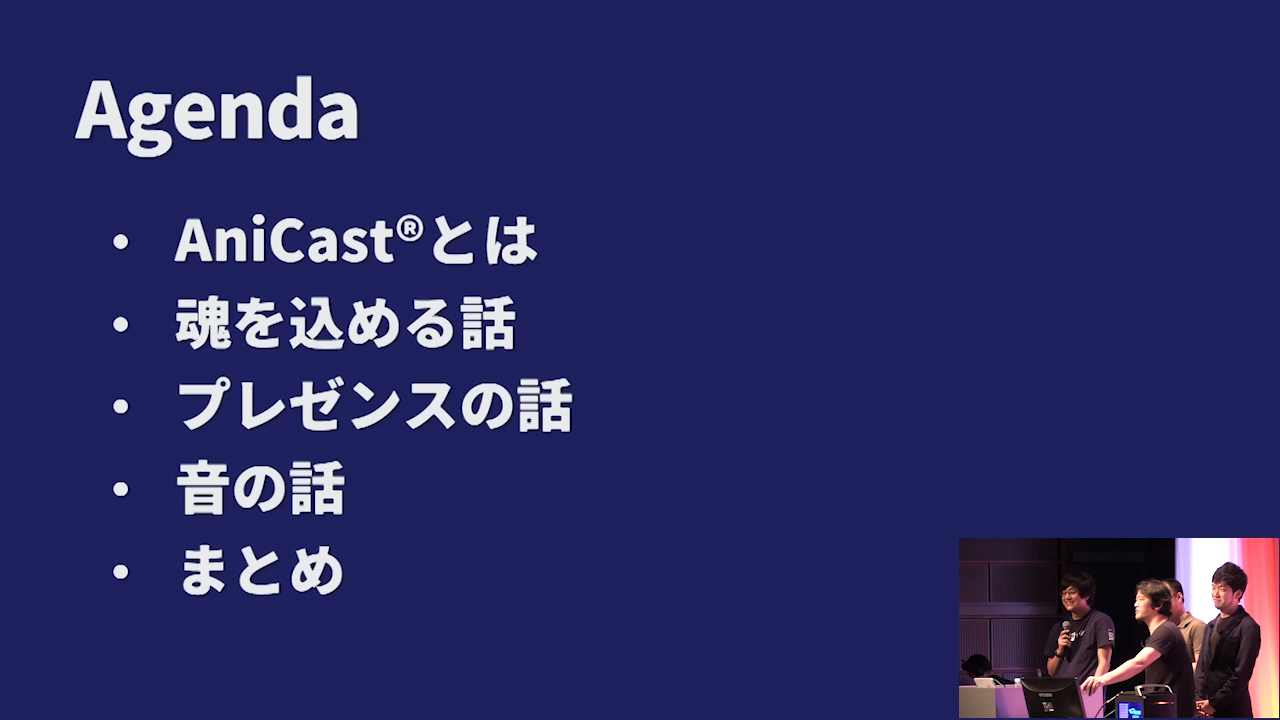 Agenda
• AniCast®とは
• 魂を込める話
• プレゼンスの話
• 音の話
• まとめ